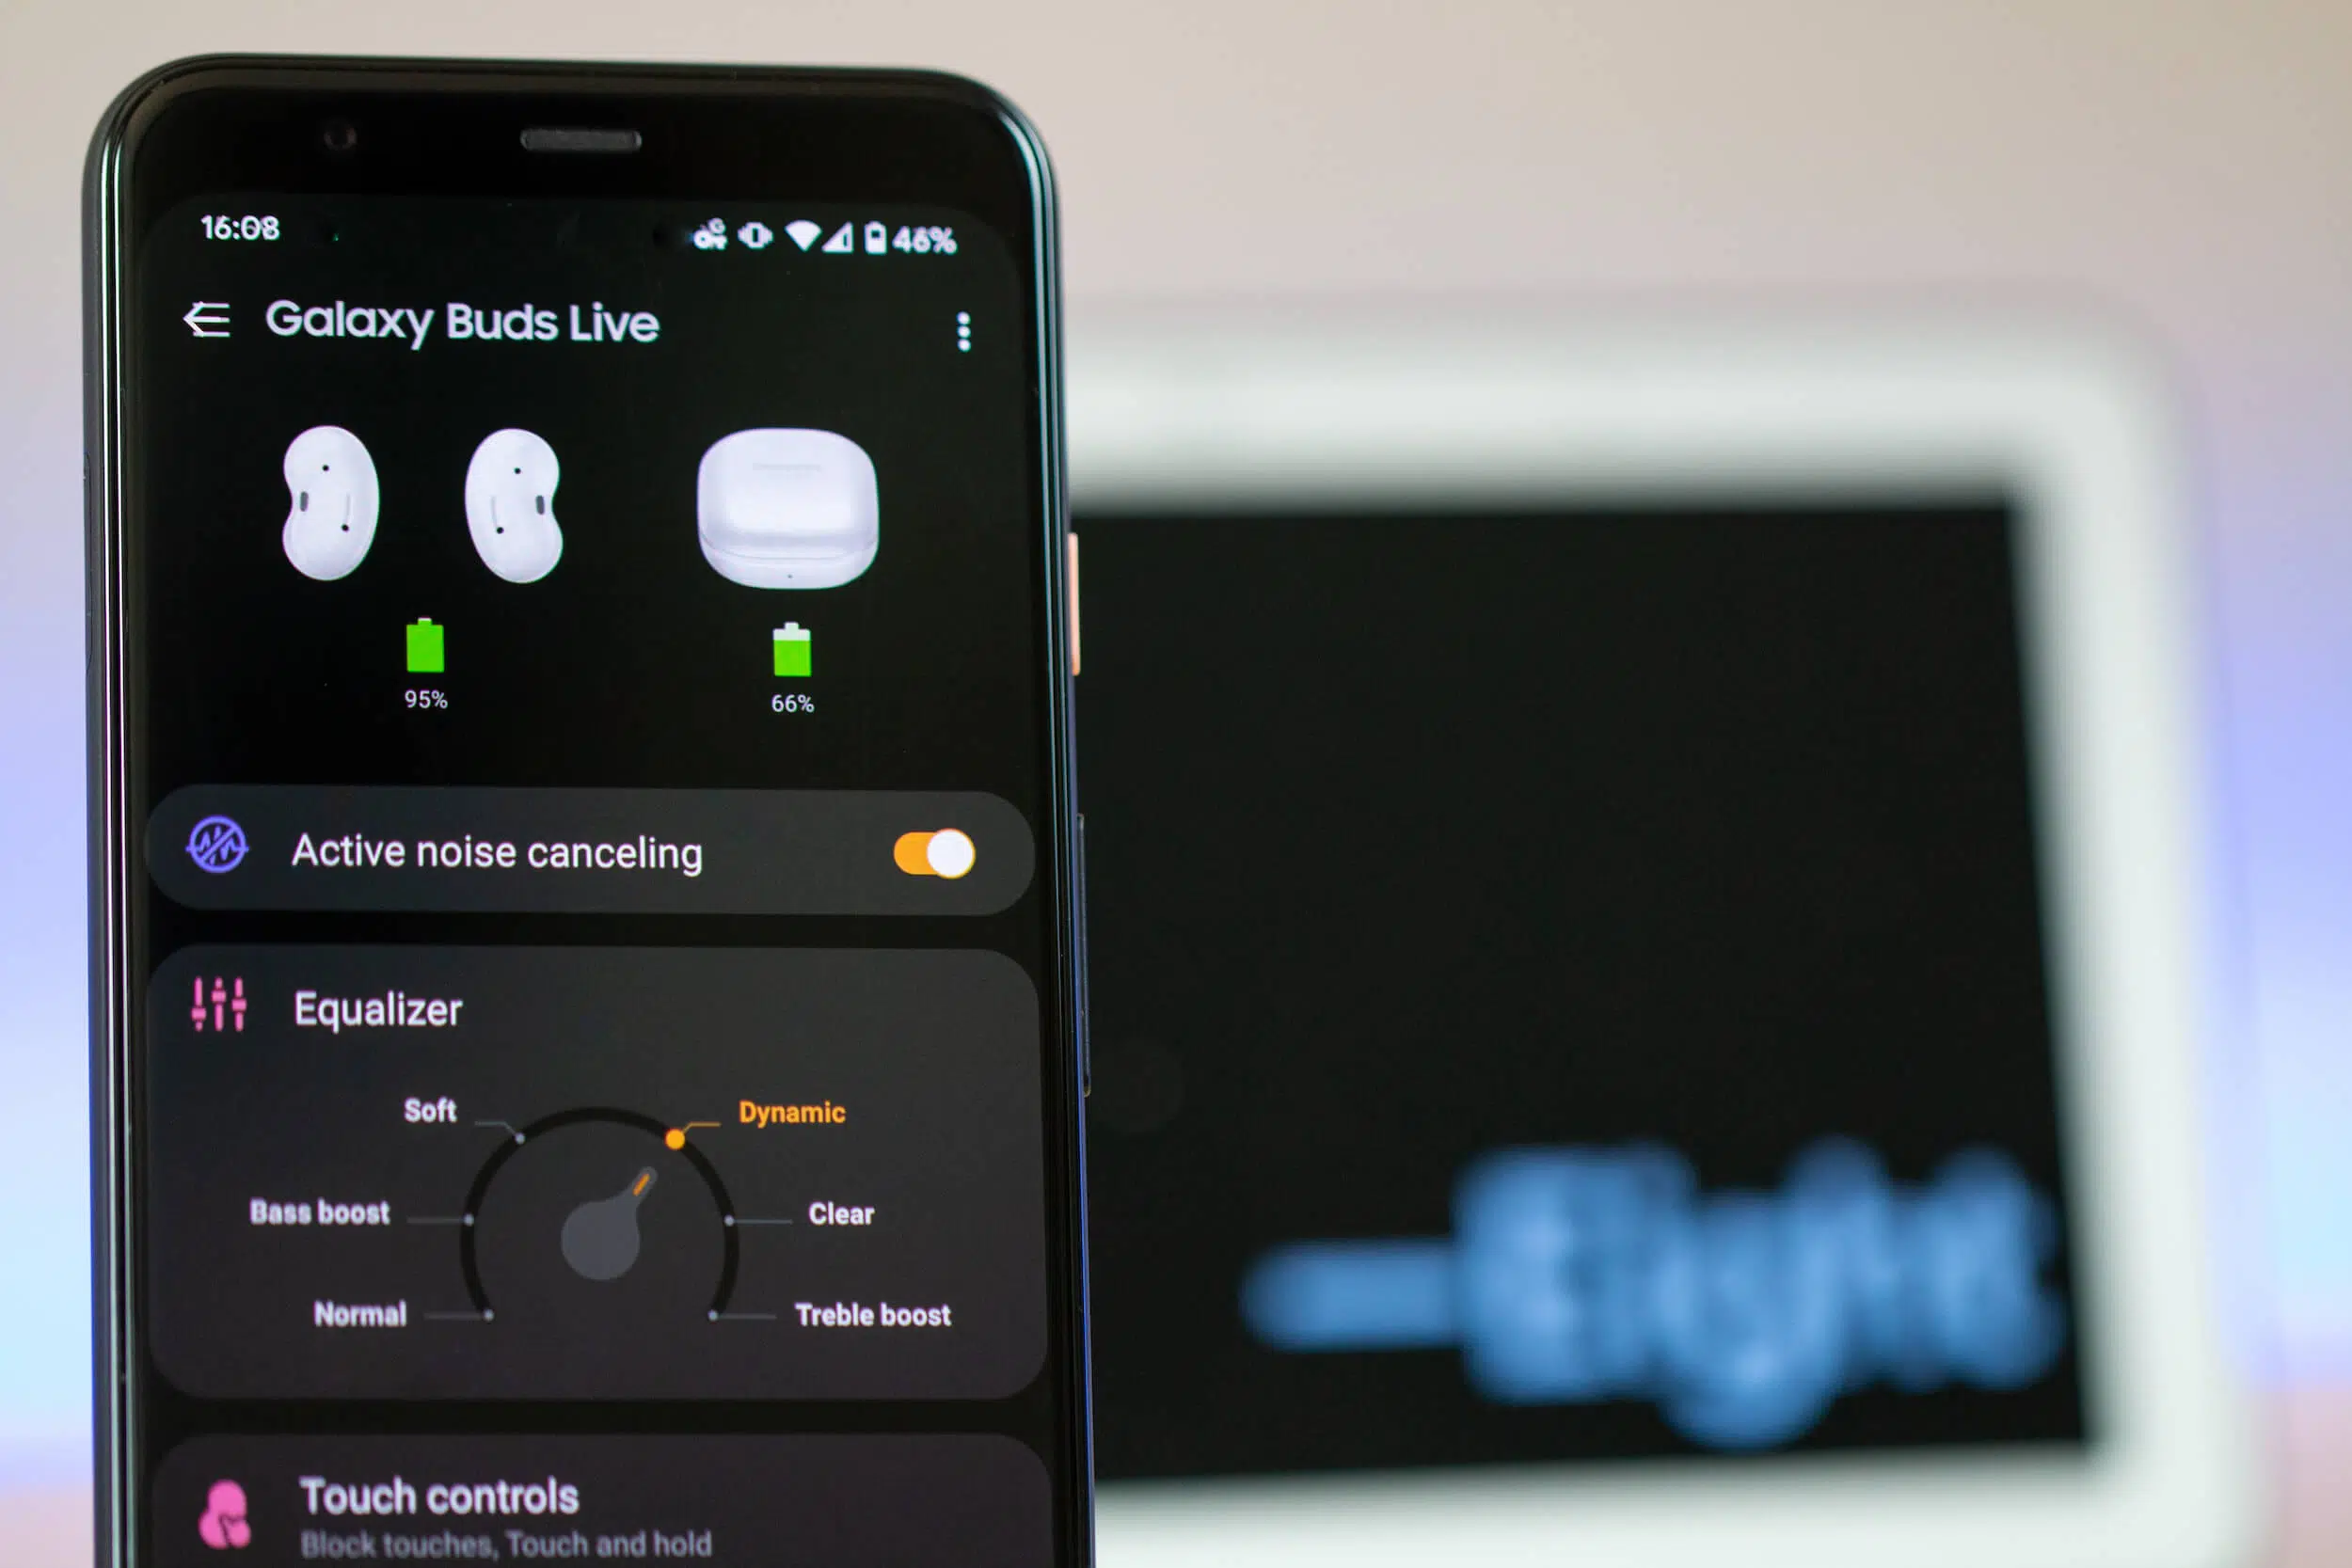 16:08 46%
Galaxy Buds Live
95% 66%
Active noise canceling
Equalizer
Soft Dynamic
Bass boost Clear
Normal Treble boost
Touch controls
Block touches, Touch and hold